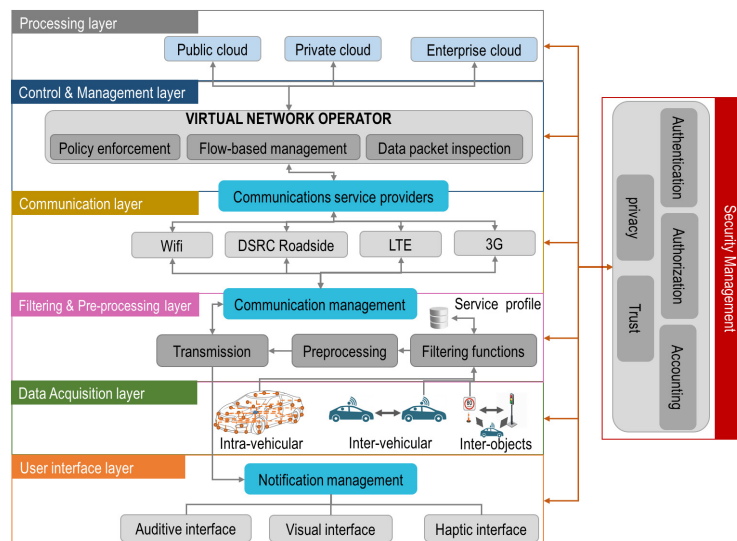 Processing layer
Public cloud
Private cloud
Enterprise cloud
Control & Management layer
VIRTUAL NETWORK OPERATOR
Policy enforcement
Flow-based management
Data packet inspection
Communications service providers
Communication layer
Wifi
DSRC Roadside
LTE
3G
Filtering & Pre-processing layer
Communication management
Service profile
Transmission
Preprocessing
Filtering functions
Data Acquisition layer
60
Intra-vehicular
Inter-vehicular
Inter-objects
User interface layer
Notification management
Auditive interface
Visual interface
Haptic interface
Authentication
privacy
Authorization
Trust
Accounting
Security Management